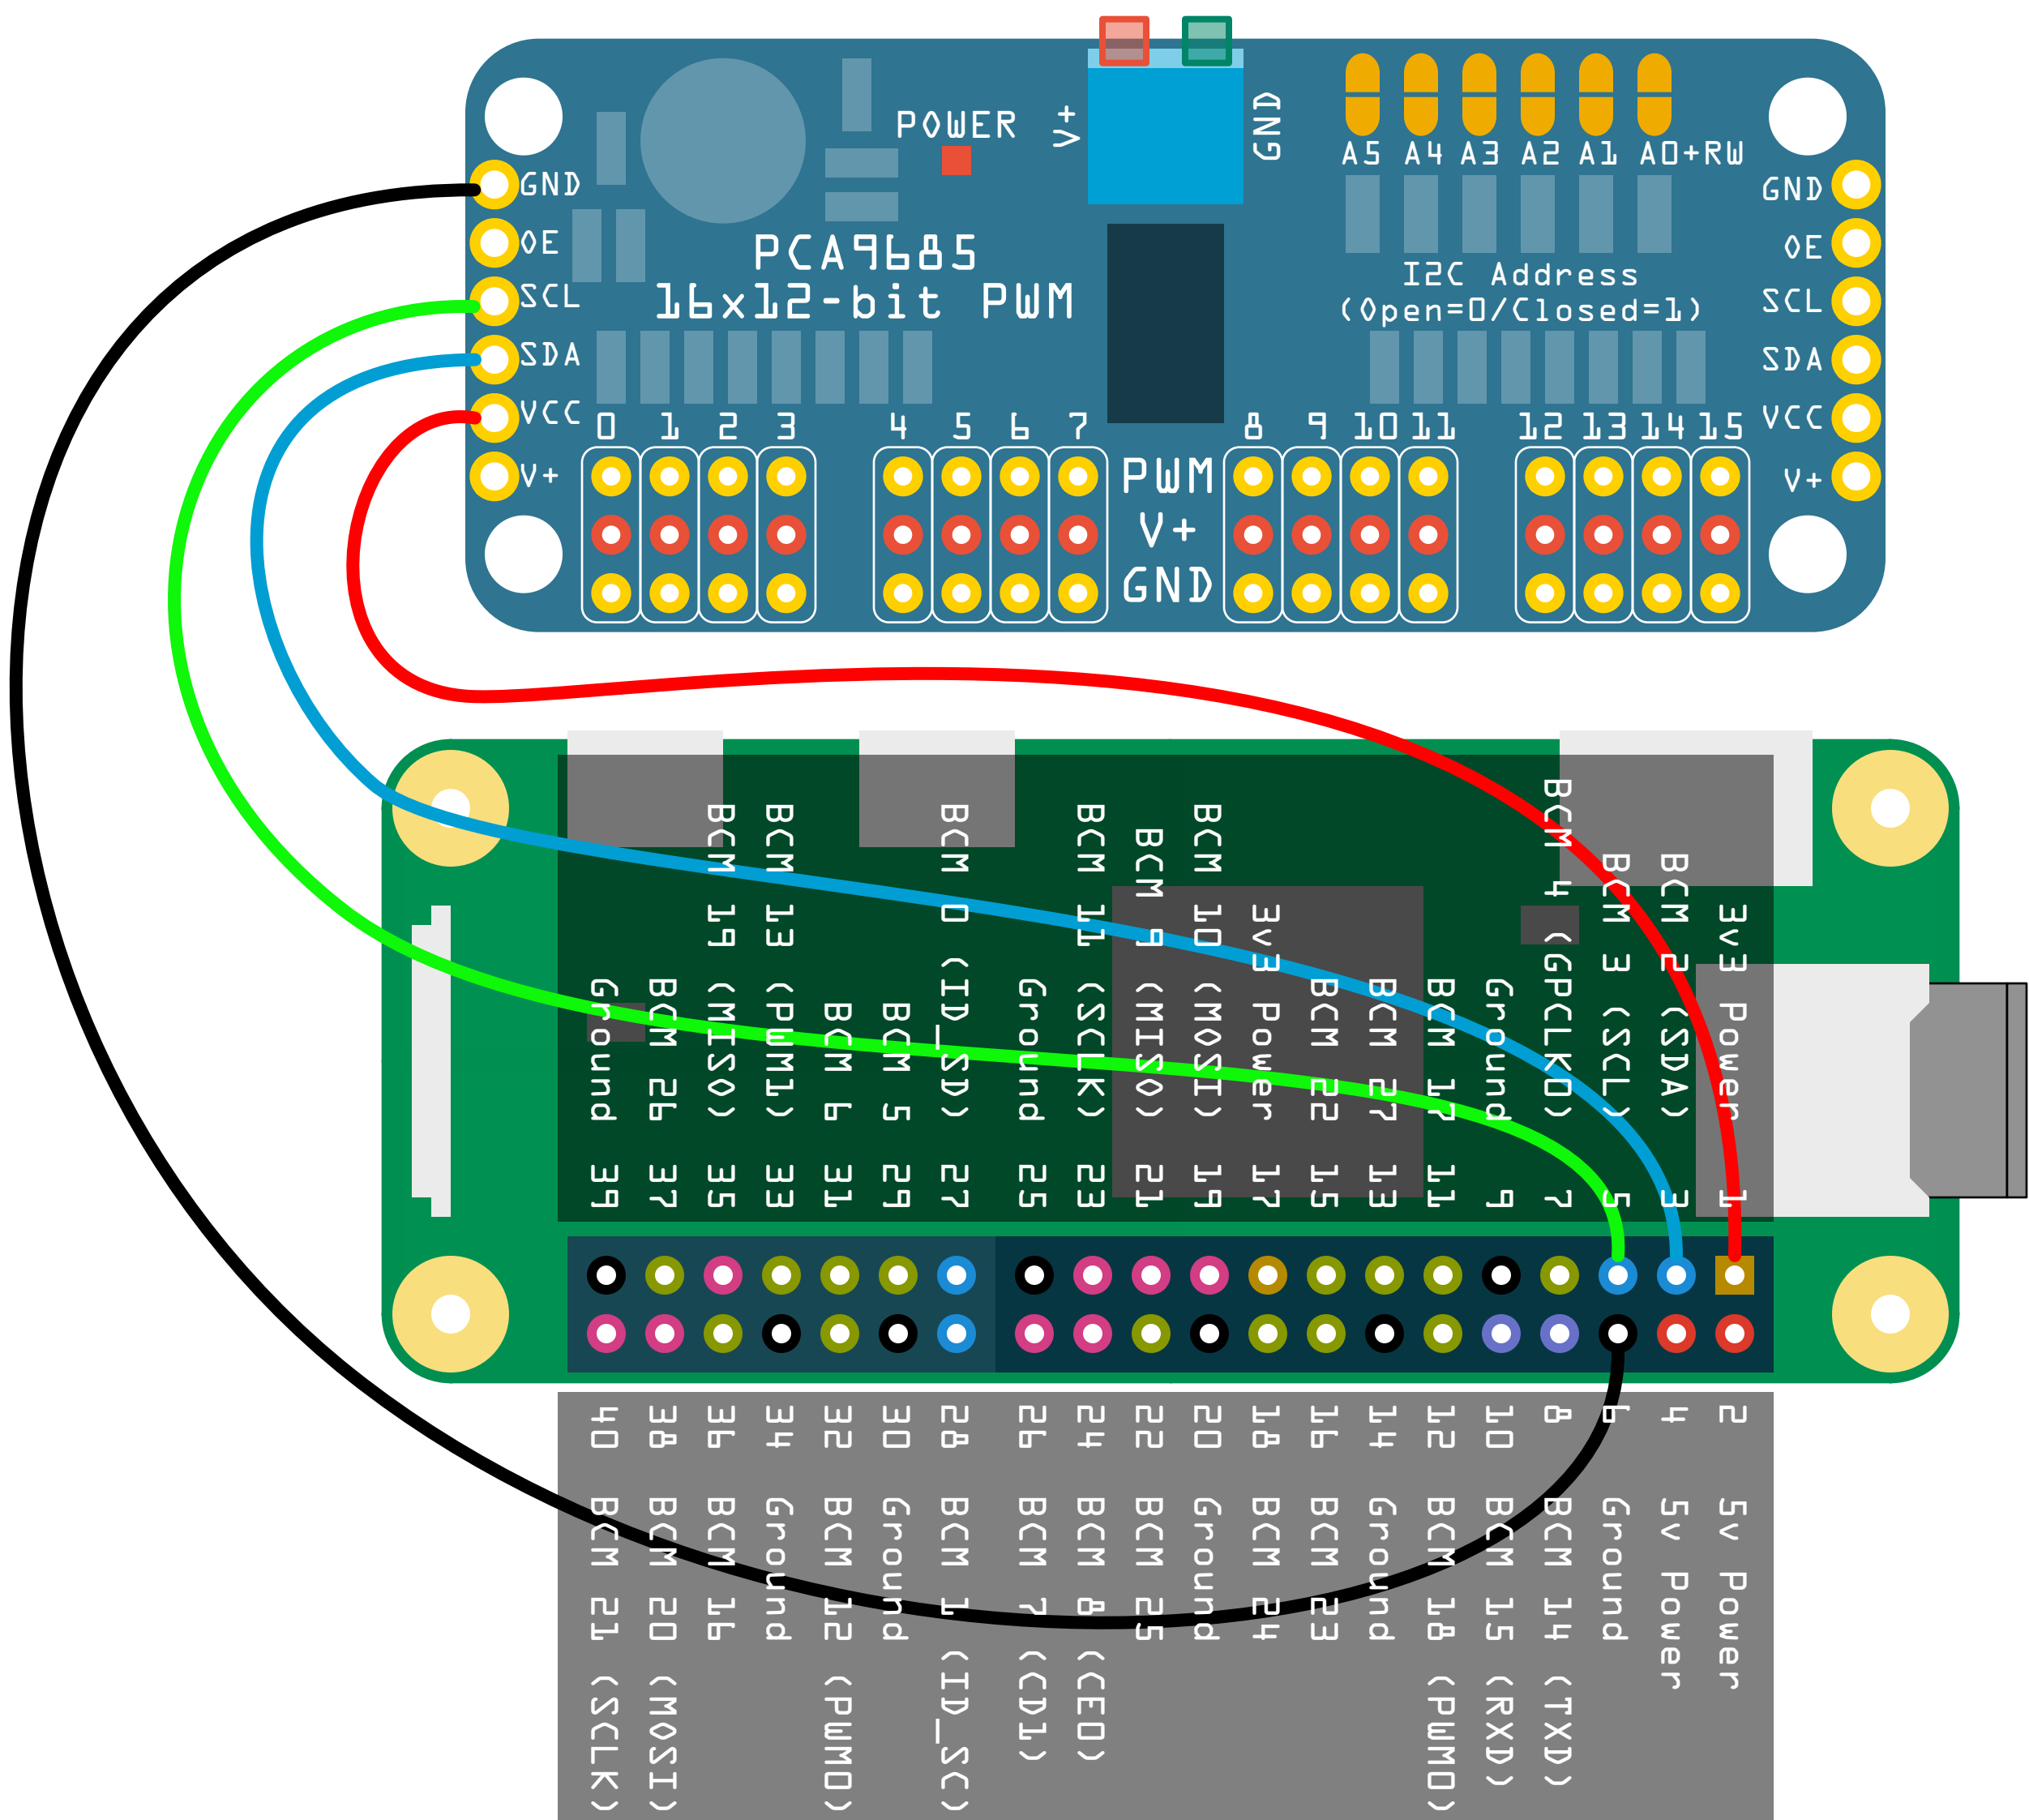 POWER
V+
GND
A5 A4 A3 A2 A1 A0+RW
GND
OE
SCL
SDA
VCC
V+
PCA9685
16x12-bit PWM
I2C Address
(Open=0/Closed=1)
GND
OE
SCL
SDA
VCC
V+
0 1 2 3 4 5 6 7 8 9 10 11 12 13 14 15
PWM
V+
GND
Ground 39
BCM 26 37
BCM 19 (MISO) 35
BCM 13 (PWM1) 33
BCM 6 31
BCM 5 29
BCM 0 (ID_SD) 27
Ground 25
BCM 11 (SCLK) 23
BCM 9 (MISO) 21
BCM 10 (MOSI) 19
3v3 Power 17
BCM 22 15
BCM 27 13
BCM 17 11
Ground 9
BCM 4 (GPCLK0) 7
BCM 3 (SCL) 5
BCM 2 (SDA) 3
3v3 Power 1
40 BCM 21 (SCLK)
38 BCM 20 (MOSI)
36 BCM 16
34 Ground
32 BCM 12 (PWM0)
30 Ground
28 BCM 1 (ID_SC)
26 BCM 7 (CD1)
24 BCM 8 (CE0)
22 BCM 25
20 Ground
18 BCM 24
16 BCM 23
14 Ground
12 BCM 18 (PWM0)
10 BCM 15 (RXD)
8 BCM 14 (TXD)
6 Ground
4 5v Power
2 5v Power